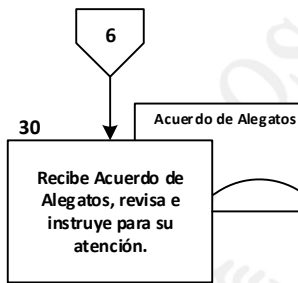 6
30
Acuerdo de Alegatos
Recibe Acuerdo de
Alegatos, revisa e
instruye para su
atención.